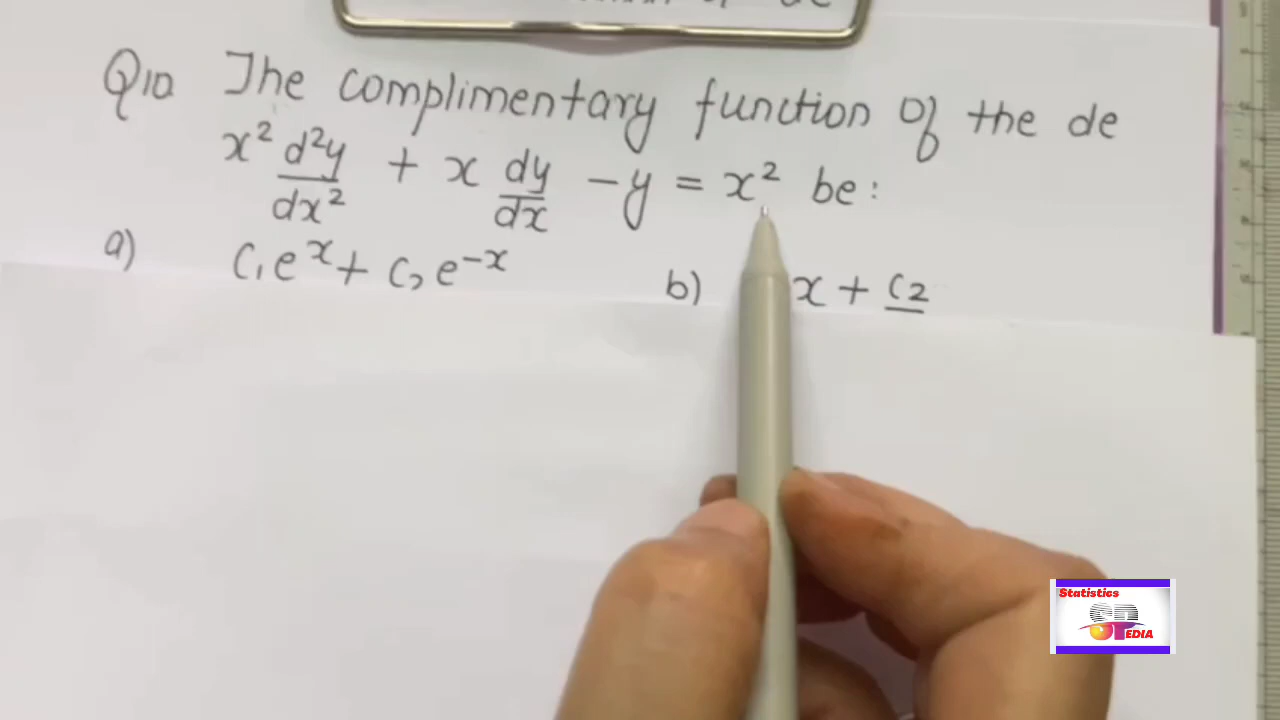 Q10 The complimentary function of the de
x² d²y/dx² + x dy/dx - y = x² be:
a) C₁eˣ + C₂e⁻ˣ
b) x + C2
Statistics
EDIA